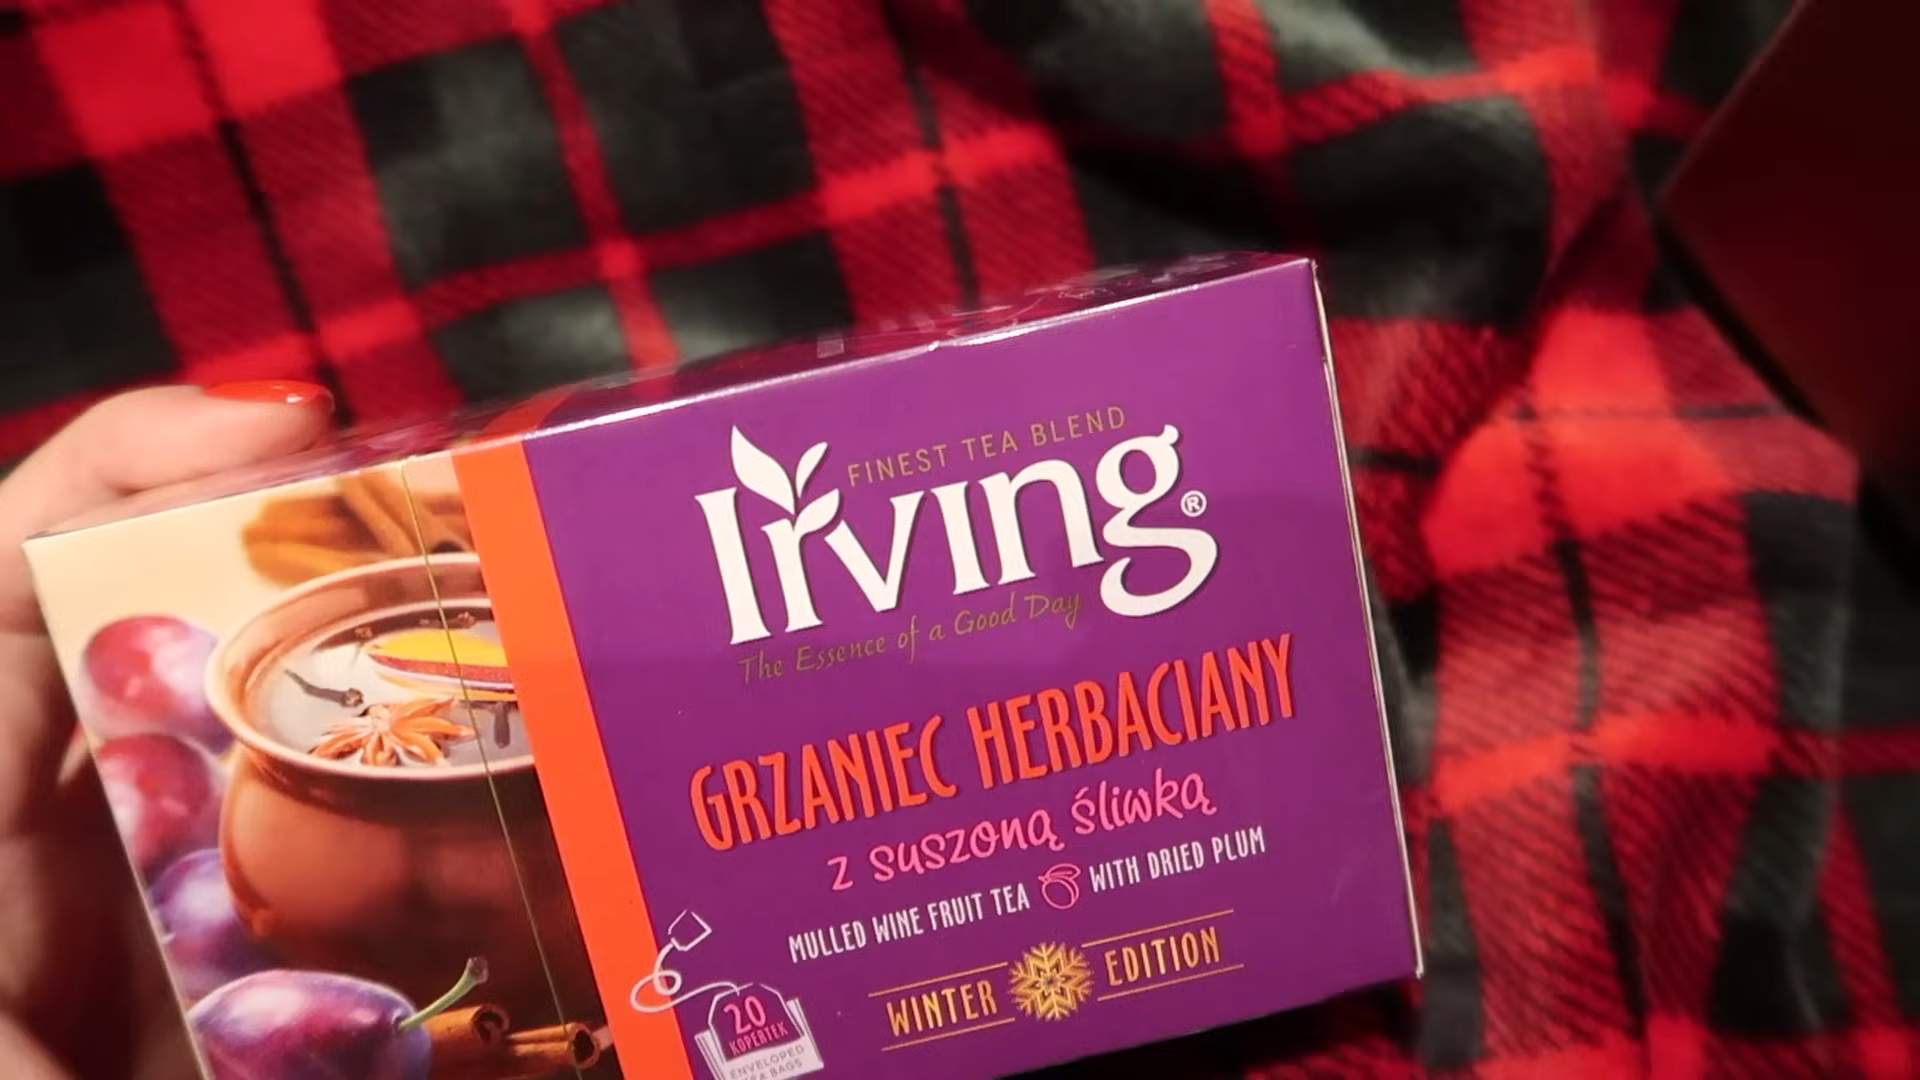 FINEST TEA BLEND
Irving®
The Essence of a Good Day
GRZANIEC HERBACIANY
z suszoną śliwką
MULLED WINE FRUIT TEA WITH DRIED PLUM
WINTER EDITION
20
KOPERTEK
ENVELOPED
TEA BAGS